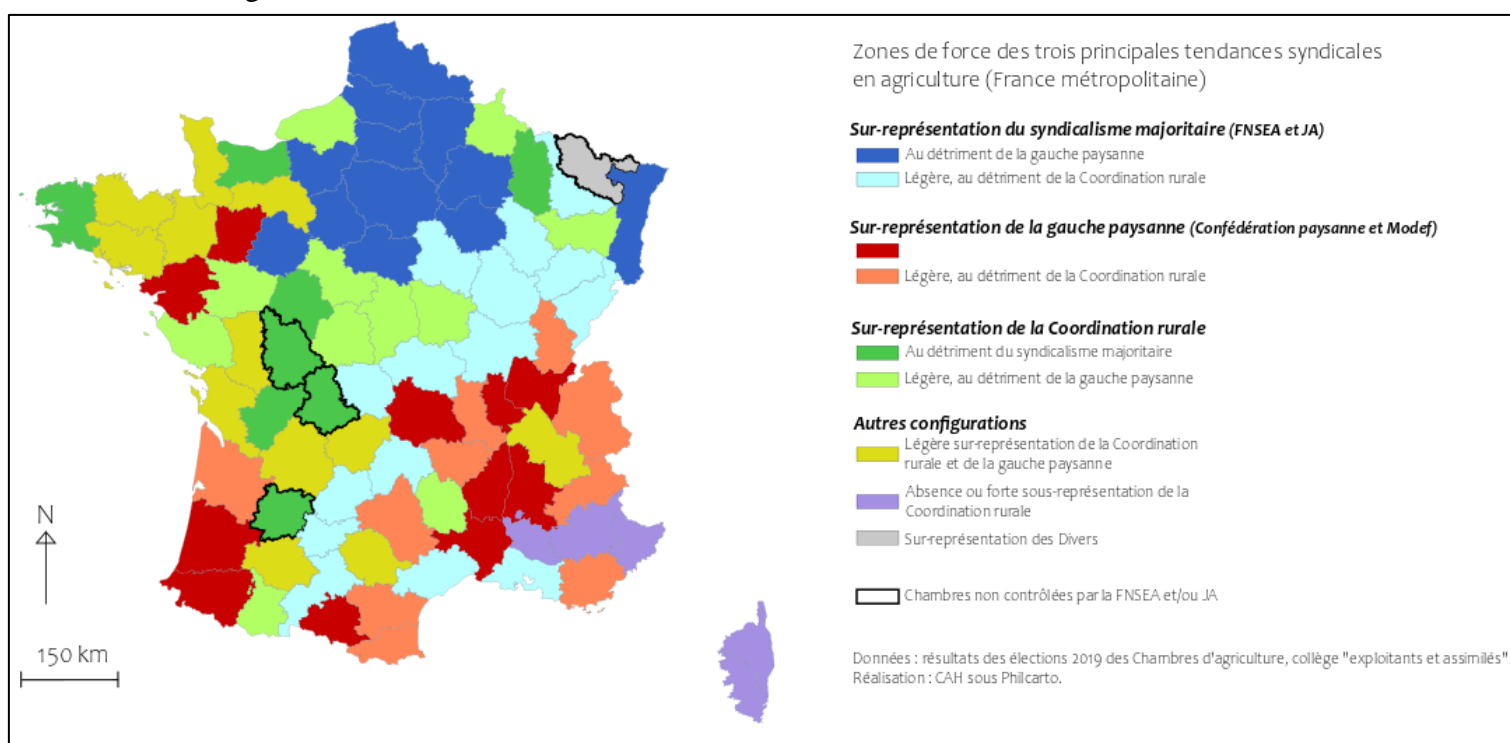 Zones de force des trois principales tendances syndicales
en agriculture (France métropolitaine)
Sur-représentation du syndicalisme majoritaire (FNSEA et JA)
Au détriment de la gauche paysanne
Légère, au détriment de la Coordination rurale
Sur-représentation de la gauche paysanne (Confédération paysanne et Modef)
Légère, au détriment de la Coordination rurale
Sur-représentation de la Coordination rurale
Au détriment du syndicalisme majoritaire
Légère, au détriment de la gauche paysanne
Autres configurations
Légère sur-représentation de la Coordination
rurale et de la gauche paysanne
Absence ou forte sous-représentation de la
Coordination rurale
Sur-représentation des Divers
Chambres non contrôlées par la FNSEA et/ou JA
Données : résultats des élections 2019 des Chambres d'agriculture, collège "exploitants et assimilés".
Réalisation : CAH sous Philcarto.
N
150 km